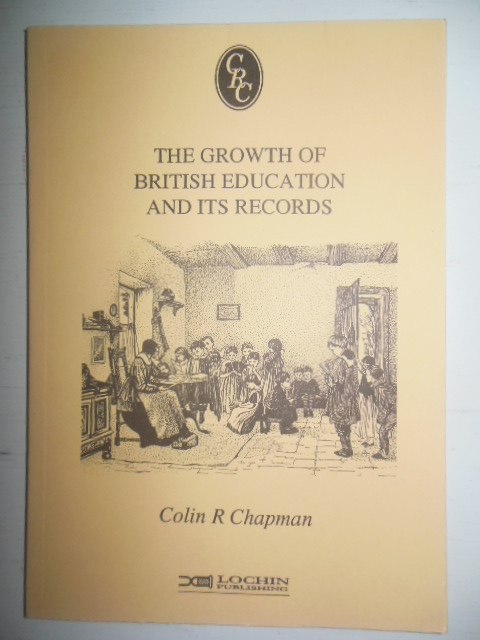 CRC
THE GROWTH OF
BRITISH EDUCATION
AND ITS RECORDS
Colin R Chapman
LOCHIN
PUBLISHING